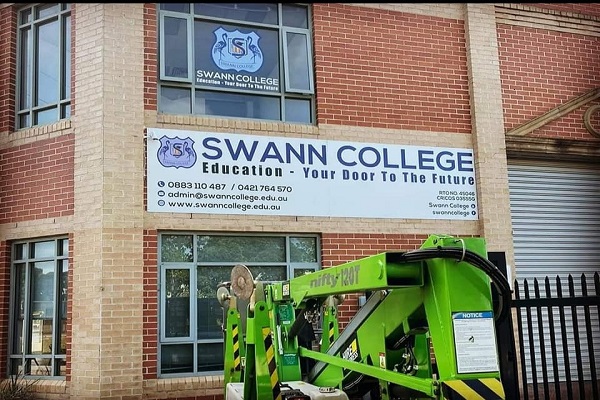 SWANN COLLEGE
Education - Your Door To The Future
SWANN COLLEGE
Education - Your Door To The Future
0883 110 487 / 0421 764 570
admin@swanncollege.edu.au
www.swanncollege.edu.au
RTO NO. 45046
CRICOS 03555G
Swann College
swanncollege
nifty 120T
NOTICE